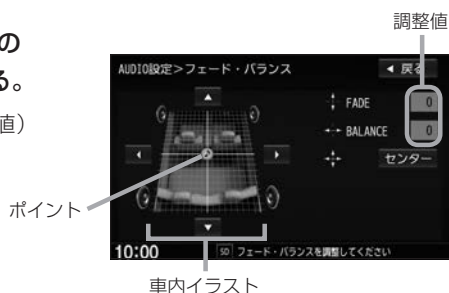 調整値
の
る。
値）
AUDIO設定>フェード・バランス
◀ 戻る
FADE 0
BALANCE 0
センター
ポイント
10:00
SD フェード・バランスを調整してください
車内イラスト